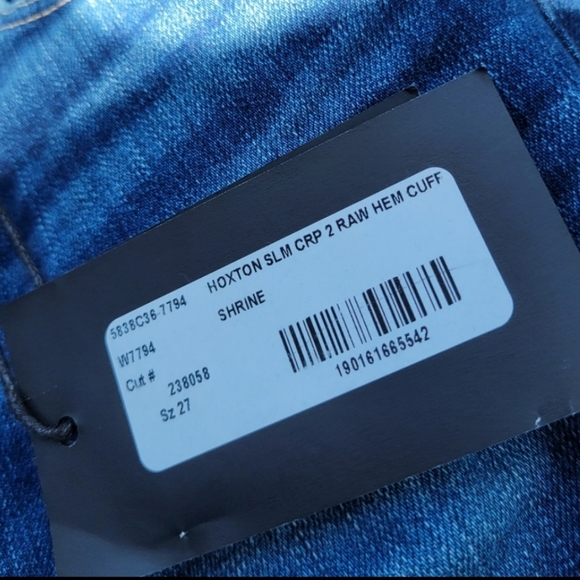 5838C36-7794 HOXTON SLM CRP 2 RAW HEM CUFF
W7794 SHRINE
Cut # 238058
Sz 27
190161665542